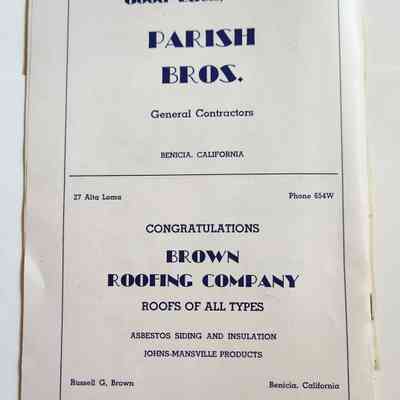 PARISH
BROS.
General Contractors
BENICIA, CALIFORNIA
27 Alta Loma Phone 654W
CONGRATULATIONS
BROWN
ROOFING COMPANY
ROOFS OF ALL TYPES
ASBESTOS SIDING AND INSULATION
JOHNS-MANSVILLE PRODUCTS
Russell G, Brown Benicia, California